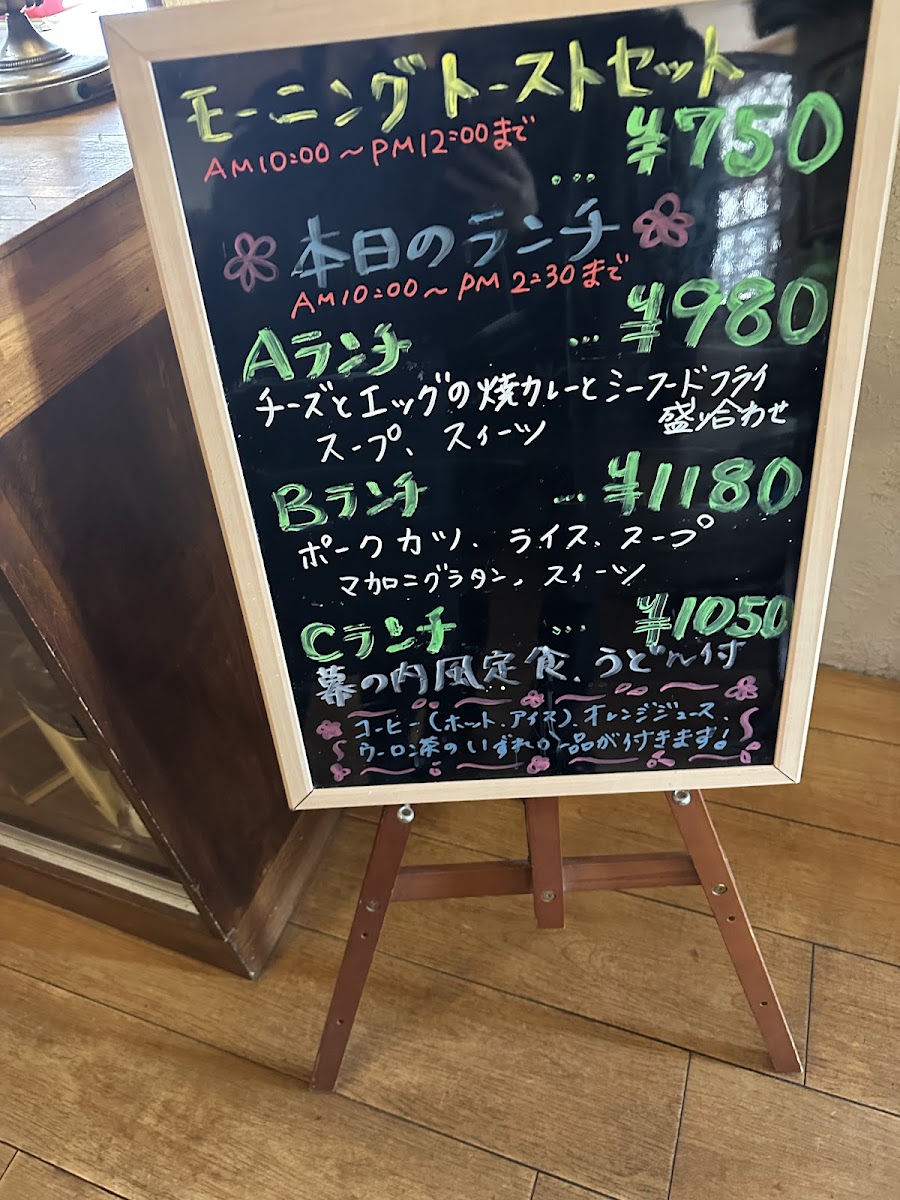 モーニングトーストセット
AM10:00～PM12:00まで
... ¥750
本日のランチ
AM10:00～PM2:30まで
Aランチ ... ¥980
チーズとエッグの焼カレーとシーフードフライ
盛り合わせ
スープ、スイーツ
Bランチ ... ¥1180
ポークカツ、ライス、スープ
マカロニグラタン、スイーツ
Cランチ ... ¥1050
幕の内風定食、うどん付
コーヒー(ホット、アイス)、オレンジジュース、
ウーロン茶のいずれの一品が付きます!